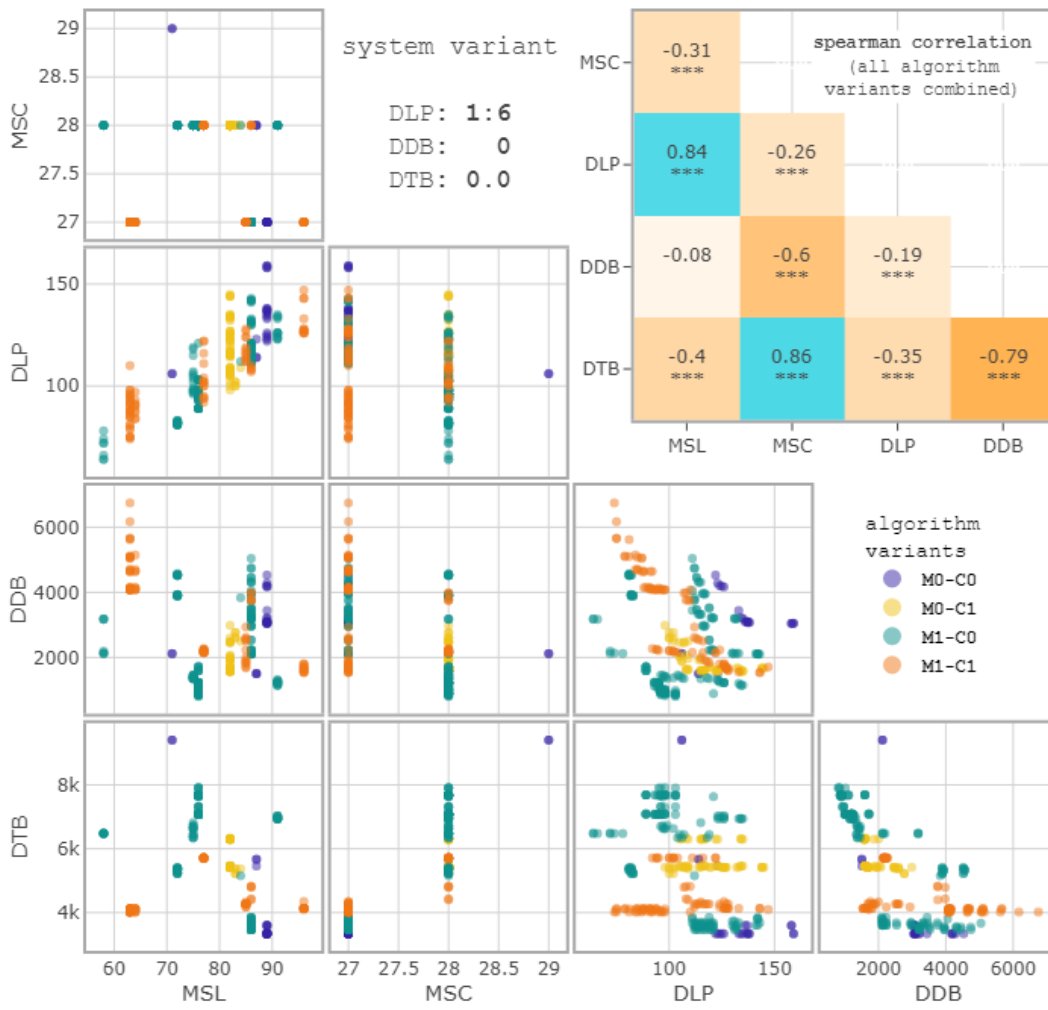 29
28.5
28
27.5
27
MSC
system variant
DLP: 1:6
DDB: 0
DTB: 0.0
MSC
-0.31
***
spearman correlation
(all algorithm
variants combined)
DLP
0.84
***
-0.26
***
DDB
-0.08
-0.6
***
-0.19
***
DTB
-0.4
***
0.86
***
-0.35
***
-0.79
***
MSL MSC DLP DDB
150
100
DLP
6000
4000
2000
DDB
algorithm
variants
M0-C0
M0-C1
M1-C0
M1-C1
8k
6k
4k
DTB
60 70 80 90 27 27.5 28 28.5 29 100 150 2000 4000 6000
MSL MSC DLP DDB